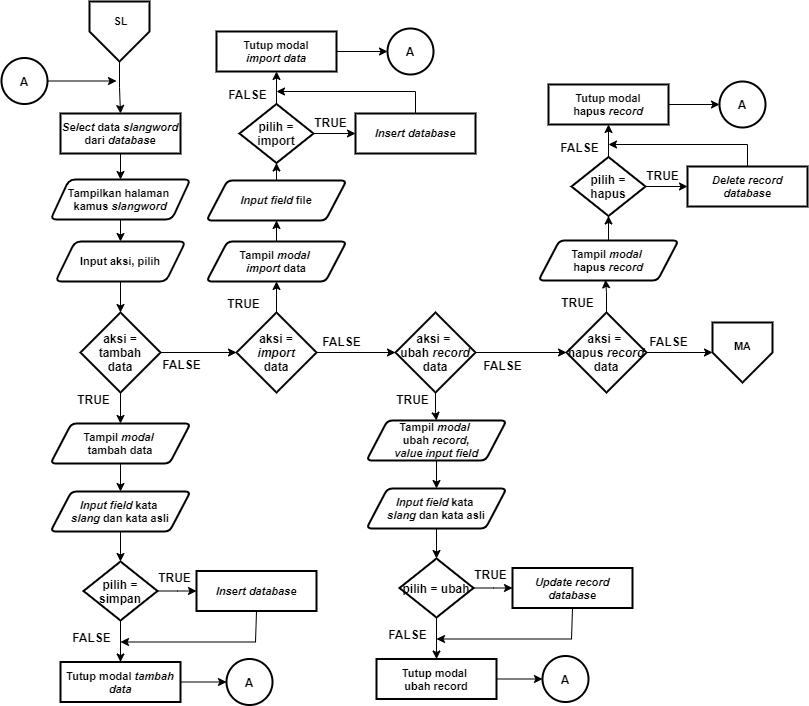 SL
A
Select data slangword
dari database
Tampilkan halaman
kamus slangword
Input aksi, pilih
aksi =
tambah
data
FALSE
TRUE
Tampil modal
tambah data
Input field kata
slang dan kata asli
pilih =
simpan
TRUE
Insert database
FALSE
Tutup modal tambah
data
A
Tutup modal
import data
A
FALSE
pilih =
import
TRUE
Insert database
Input field file
Tampil modal
import data
TRUE
aksi =
import
data
FALSE
aksi =
ubah record
data
FALSE
TRUE
Tampil modal
ubah record,
value input field
Input field kata
slang dan kata asli
pilih = ubah
TRUE
Update record
database
FALSE
Tutup modal
ubah record
A
Tutup modal
hapus record
A
FALSE
pilih =
hapus
TRUE
Delete record
database
Tampil modal
hapus record
TRUE
aksi =
hapus record
data
FALSE
MA